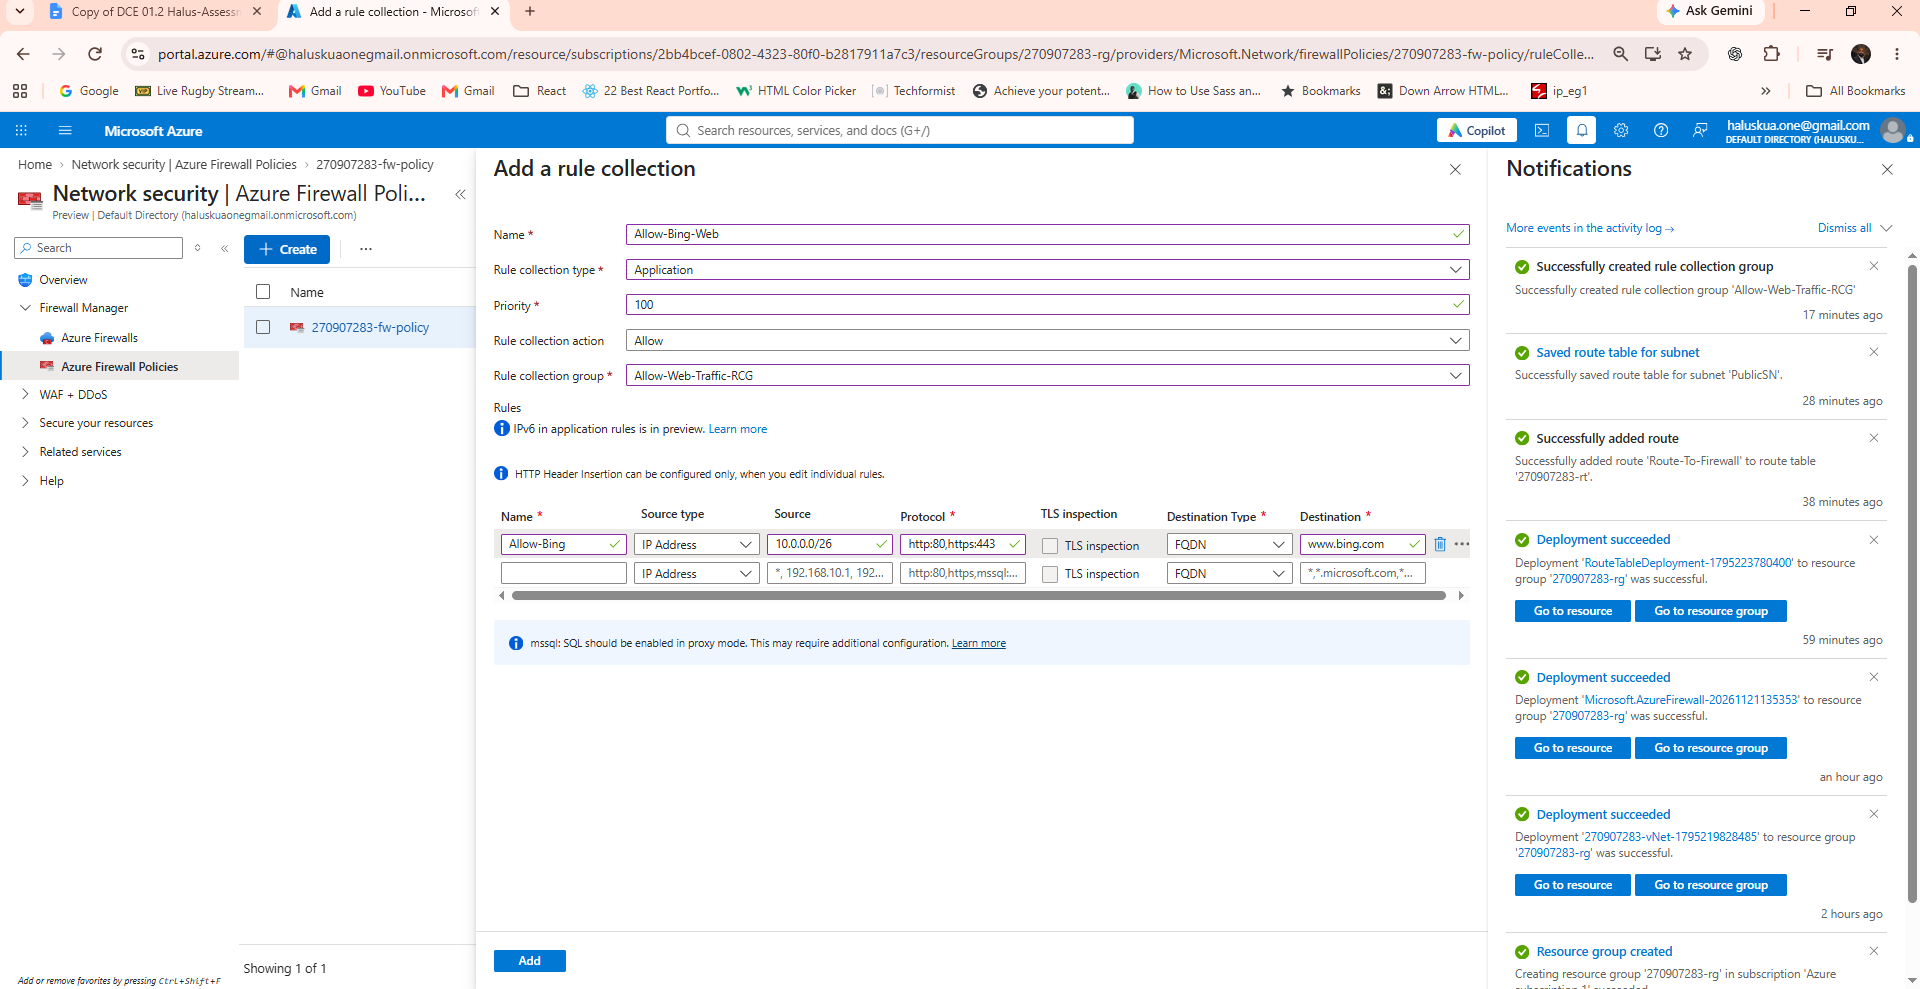 Copy of DCE 01.2 Halus-Assessm
Add a rule collection - Microsof
Ask Gemini
portal.azure.com/#@haluskuaonegmail.onmicrosoft.com/resource/subscriptions/2bb4bcef-0802-4323-80f0-b2817911a7c3/resourceGroups/270907283-rg/providers/Microsoft.Network/firewallPolicies/270907283-fw-policy/ruleColle...
Google
Live Rugby Stream...
Gmail
YouTube
Gmail
React
22 Best React Portfo...
HTML Color Picker
Techformist
Achieve your potent...
How to Use Sass an...
Bookmarks
Down Arrow HTML...
ip_eg1
All Bookmarks
Microsoft Azure
Search resources, services, and docs (G+/)
Copilot
haluskua.one@gmail.com
DEFAULT DIRECTORY (HALUSKU...
Home > Network security | Azure Firewall Policies > 270907283-fw-policy
Network security | Azure Firewall Poli...
Preview | Default Directory (haluskuaonegmail.onmicrosoft.com)
Search
Create
Overview
Firewall Manager
Azure Firewalls
Azure Firewall Policies
WAF + DDoS
Secure your resources
Related services
Help
Add or remove favorites by pressing Ctrl+Shift+F
Name
270907283-fw-policy
Showing 1 of 1
Add a rule collection
Name *
Allow-Bing-Web
Rule collection type *
Application
Priority *
100
Rule collection action
Allow
Rule collection group *
Allow-Web-Traffic-RCG
Rules
IPv6 in application rules is in preview. Learn more
HTTP Header Insertion can be configured only, when you edit individual rules.
Name * Source type Source Protocol * TLS inspection Destination Type * Destination *
Allow-Bing IP Address 10.0.0.0/26 http:80,https:443 TLS inspection FQDN www.bing.com
IP Address *, 192.168.10.1, 192... http:80,https,mssql:... TLS inspection FQDN *,*.microsoft.com,*...
mssql: SQL should be enabled in proxy mode. This may require additional configuration. Learn more
Add
Notifications
More events in the activity log →
Dismiss all
Successfully created rule collection group
Successfully created rule collection group 'Allow-Web-Traffic-RCG'
17 minutes ago
Saved route table for subnet
Successfully saved route table for subnet 'PublicSN'.
28 minutes ago
Successfully added route
Successfully added route 'Route-To-Firewall' to route table
'270907283-rt'.
38 minutes ago
Deployment succeeded
Deployment 'RouteTableDeployment-1795223780400' to resource
group '270907283-rg' was successful.
Go to resource
Go to resource group
59 minutes ago
Deployment succeeded
Deployment 'Microsoft.AzureFirewall-20261121135353' to resource
group '270907283-rg' was successful.
Go to resource
Go to resource group
an hour ago
Deployment succeeded
Deployment '270907283-vNet-1795219828485' to resource group
'270907283-rg' was successful.
Go to resource
Go to resource group
2 hours ago
Resource group created
Creating resource group '270907283-rg' in subscription 'Azure